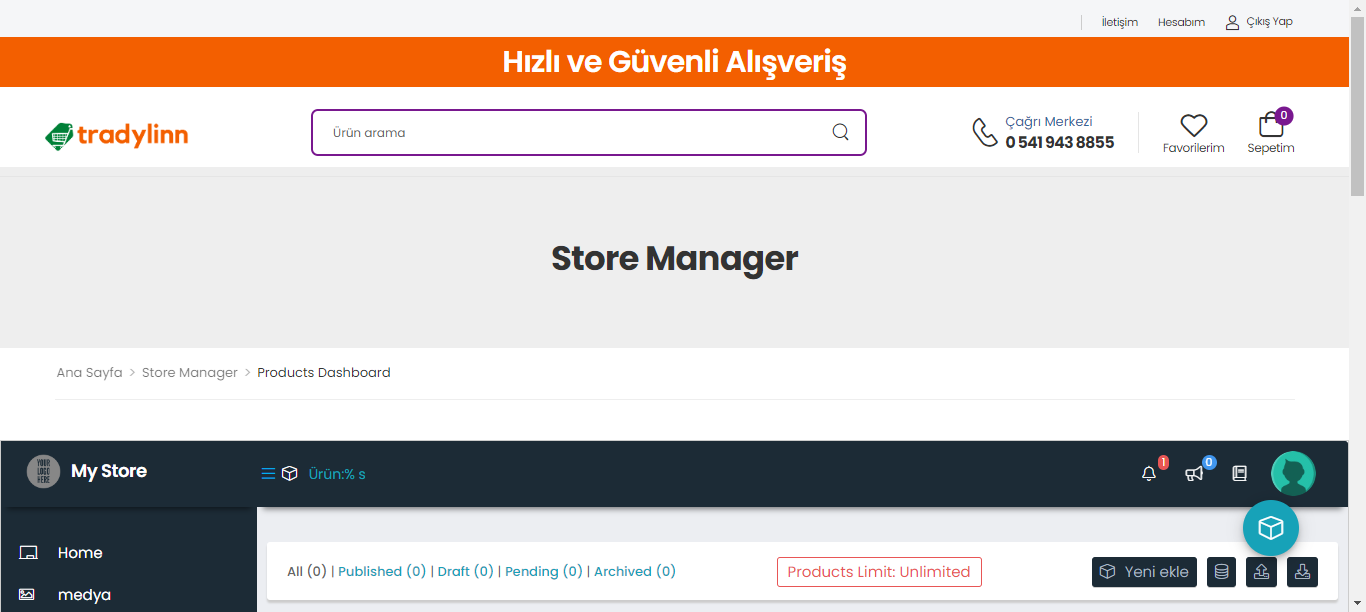 İletişim Hesabım Çıkış Yap
Hızlı ve Güvenli Alışveriş
tradylinn
Ürün arama
Çağrı Merkezi
0 541 943 8855
Favorilerim
0
Sepetim
Store Manager
Ana Sayfa > Store Manager > Products Dashboard
YOUR
LOGO
HERE
My Store
Ürün:% s
1
0
Home
medya
All (0) | Published (0) | Draft (0) | Pending (0) | Archived (0)
Products Limit: Unlimited
Yeni ekle